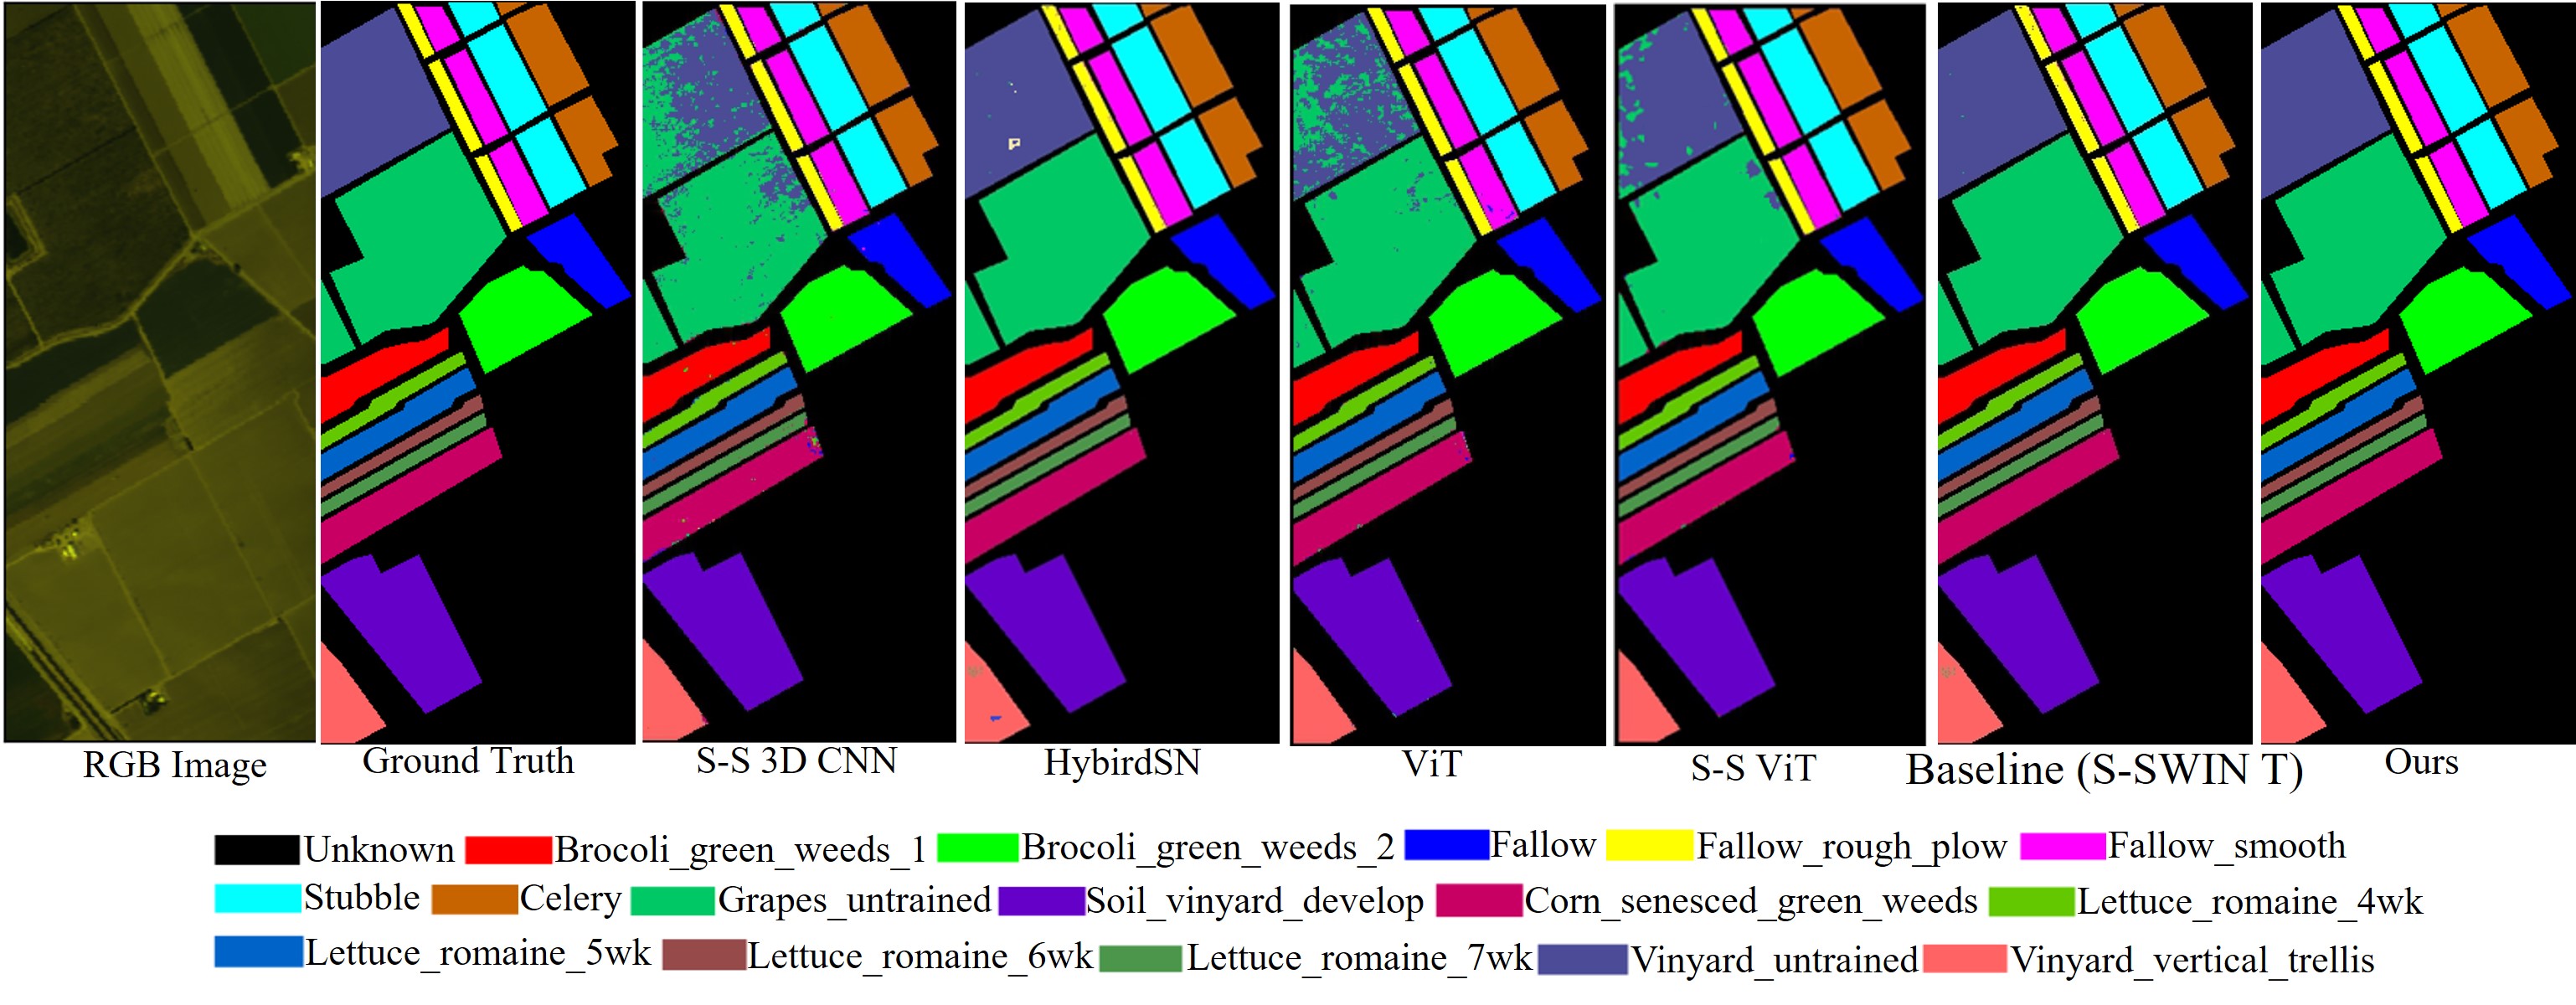 RGB Image Ground Truth S-S 3D CNN HybirdSN ViT S-S ViT Baseline (S-SWIN T) Ours
Unknown Brocoli_green_weeds_1 Brocoli_green_weeds_2 Fallow Fallow_rough_plow Fallow_smooth
Stubble Celery Grapes_untrained Soil_vinyard_develop Corn_senesced_green_weeds Lettuce_romaine_4wk
Lettuce_romaine_5wk Lettuce_romaine_6wk Lettuce_romaine_7wk Vinyard_untrained Vinyard_vertical_trellis